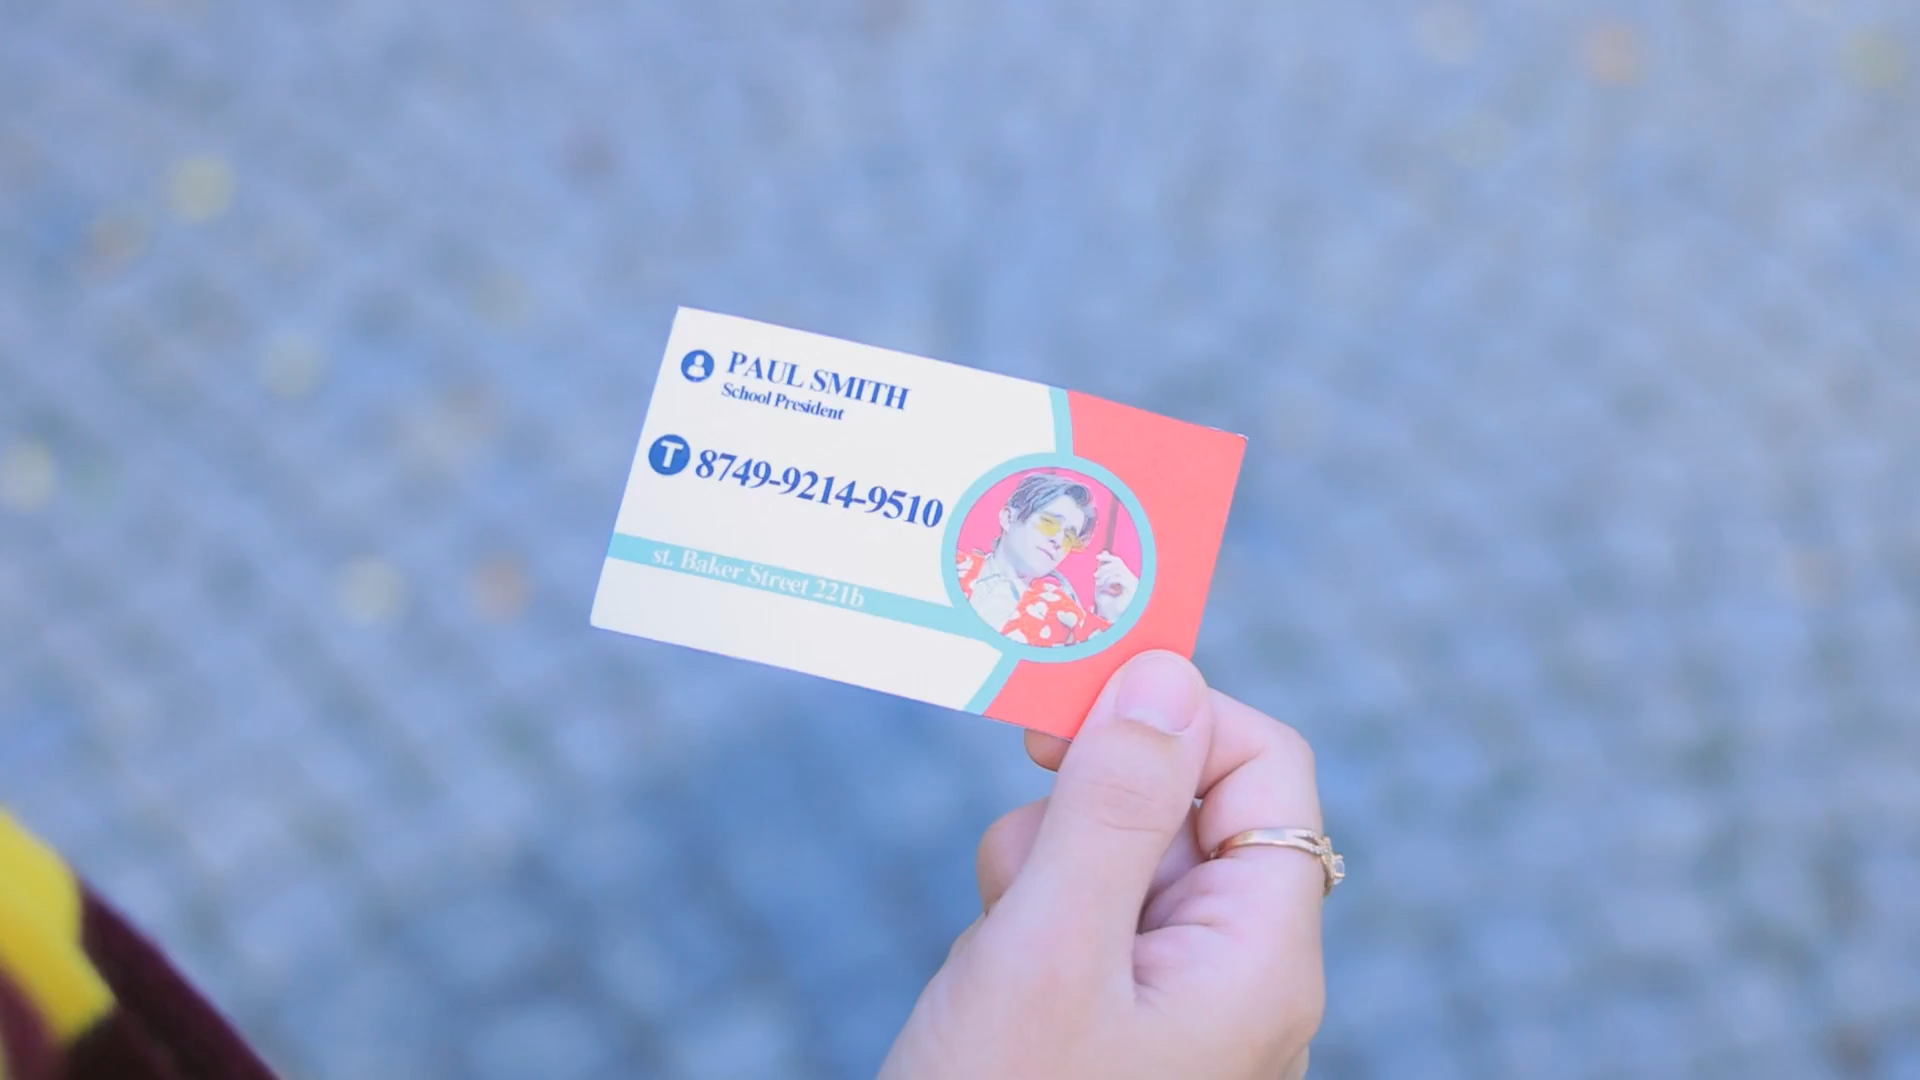 PAUL SMITH
School President
T 8749-9214-9510
st. Baker Street 221b